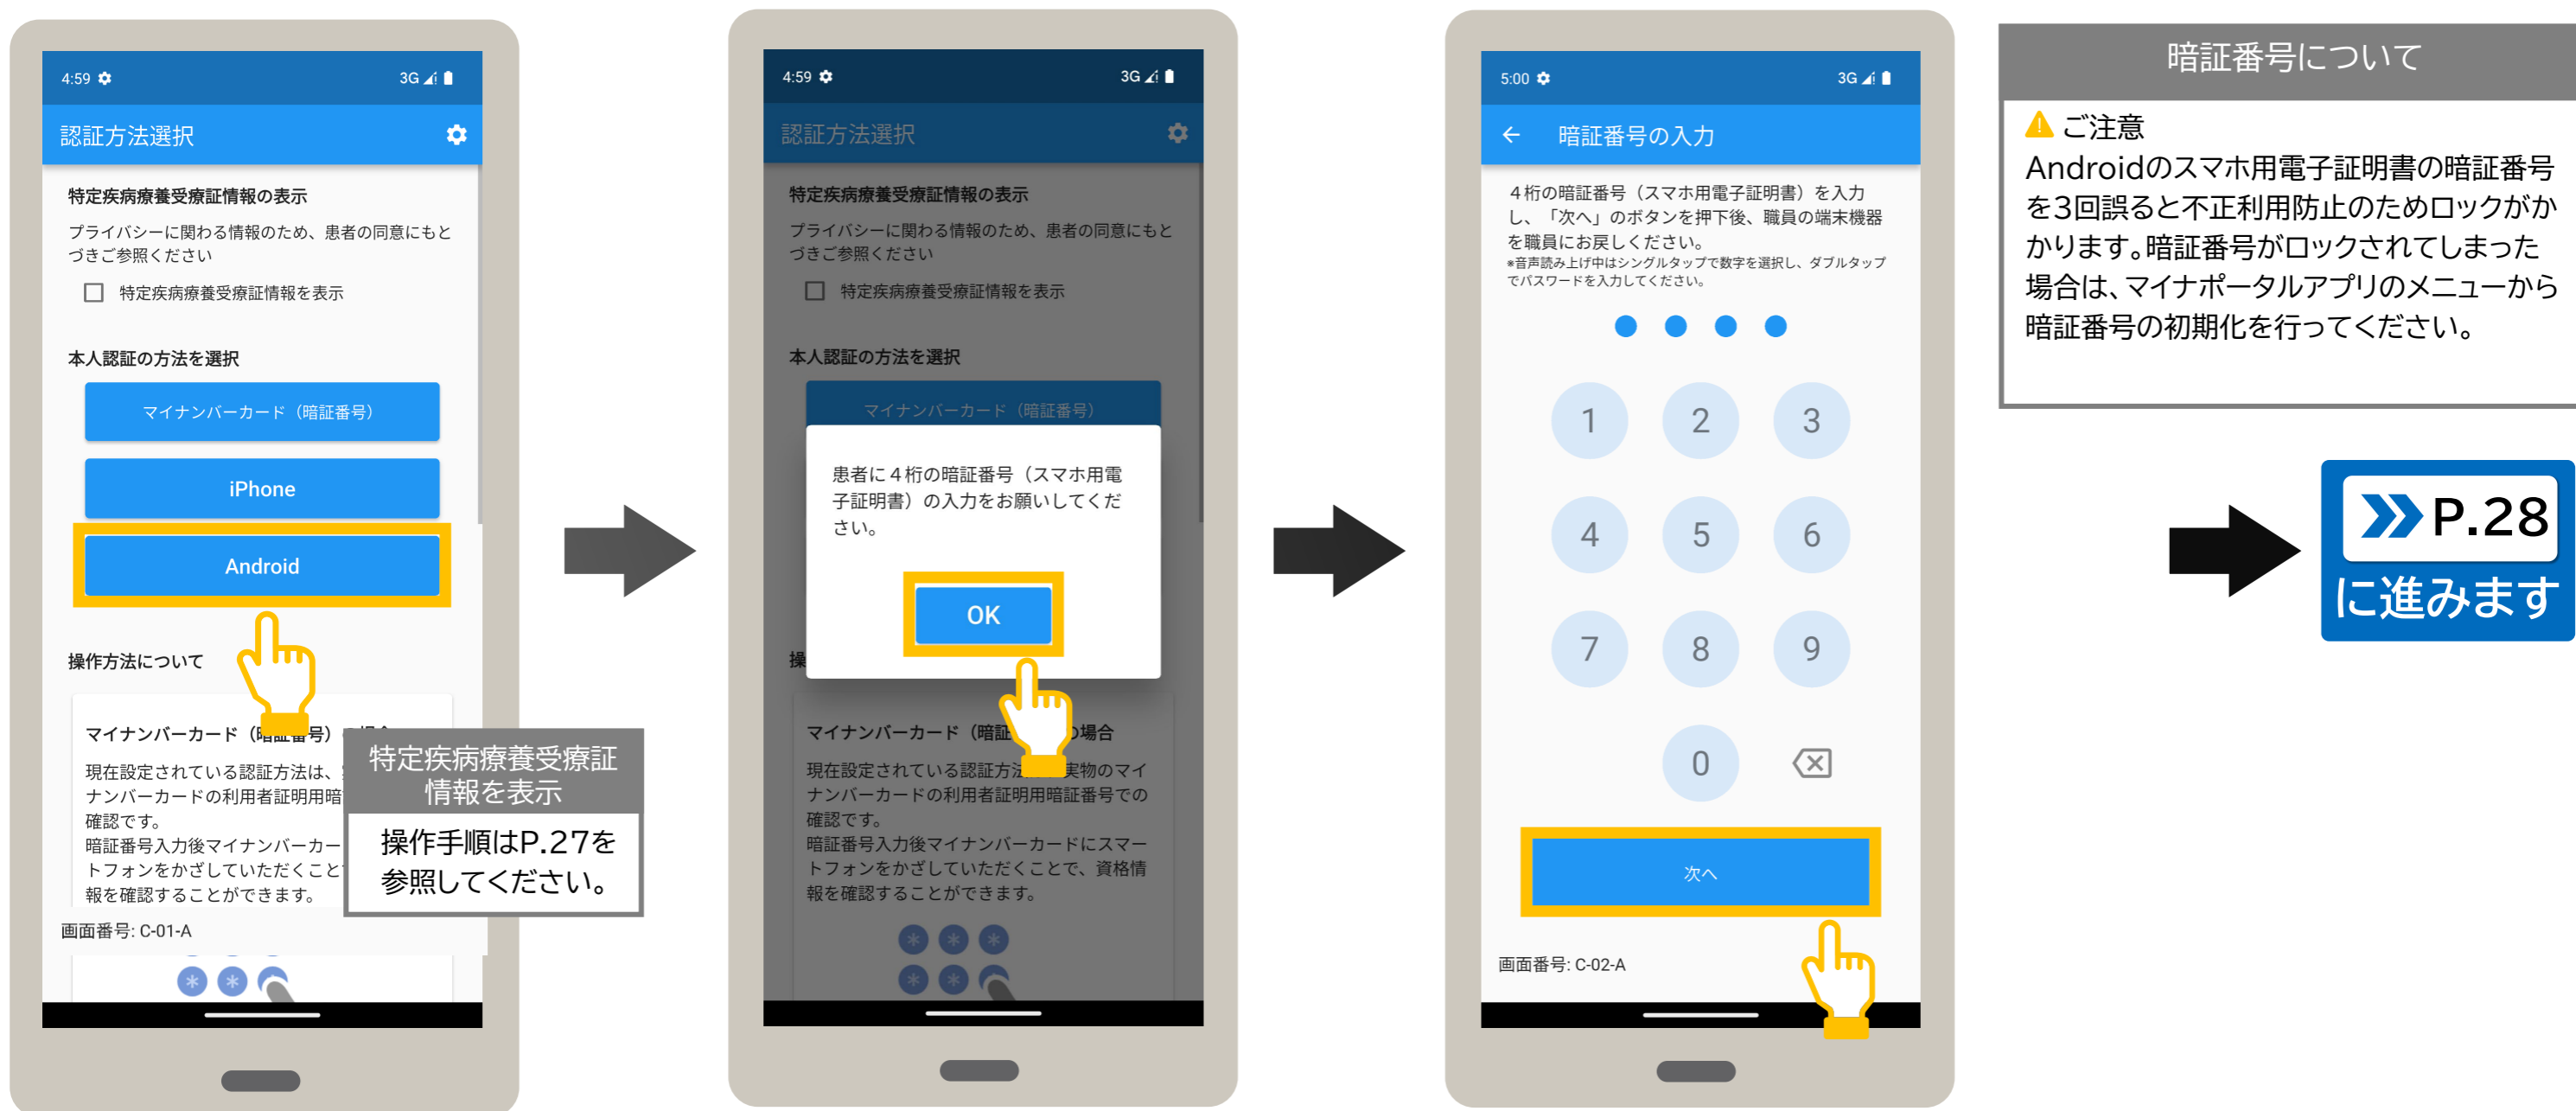 4:59
3G
認証方法選択
特定疾病療養受療証情報の表示
プライバシーに関わる情報のため、患者の同意にもと
づきご参照ください
特定疾病療養受療証情報を表示
本人認証の方法を選択
マイナンバーカード（暗証番号）
iPhone
Android
操作方法について
マイナンバーカード（暗証番号）
現在設定されている認証方法は、
ナンバーカードの利用者証明用暗
確認です。
暗証番号入力後マイナンバーカー
トフォンをかざしていただくこと
報を確認することができます。
画面番号: C-01-A
特定疾病療養受療証
情報を表示
操作手順はP.27を
参照してください。
4:59
3G
認証方法選択
特定疾病療養受療証情報の表示
プライバシーに関わる情報のため、患者の同意にもと
づきご参照ください
特定疾病療養受療証情報を表示
本人認証の方法を選択
マイナンバーカード（暗証番号）
患者に４桁の暗証番号（スマホ用電
子証明書）の入力をお願いしてくだ
さい。
OK
操
マイナンバーカード（暗証 の場合
現在設定されている認証方法 実物のマイ
ナンバーカードの利用者証明用暗証番号での
確認です。
暗証番号入力後マイナンバーカードにスマー
トフォンをかざしていただくことで、資格情
報を確認することができます。
5:00
3G
暗証番号の入力
４桁の暗証番号（スマホ用電子証明書）を入力
し、「次へ」のボタンを押下後、職員の端末機器
を職員にお戻しください。
※音声読み上げ中はシングルタップで数字を選択し、ダブルタップ
でパスワードを入力してください。
1 2 3
4 5 6
7 8 9
0
次へ
画面番号: C-02-A
暗証番号について
ご注意
Androidのスマホ用電子証明書の暗証番号
を3回誤ると不正利用防止のためロックがか
かります。暗証番号がロックされてしまった
場合は、マイナポータルアプリのメニューから
暗証番号の初期化を行ってください。
P.28
に進みます